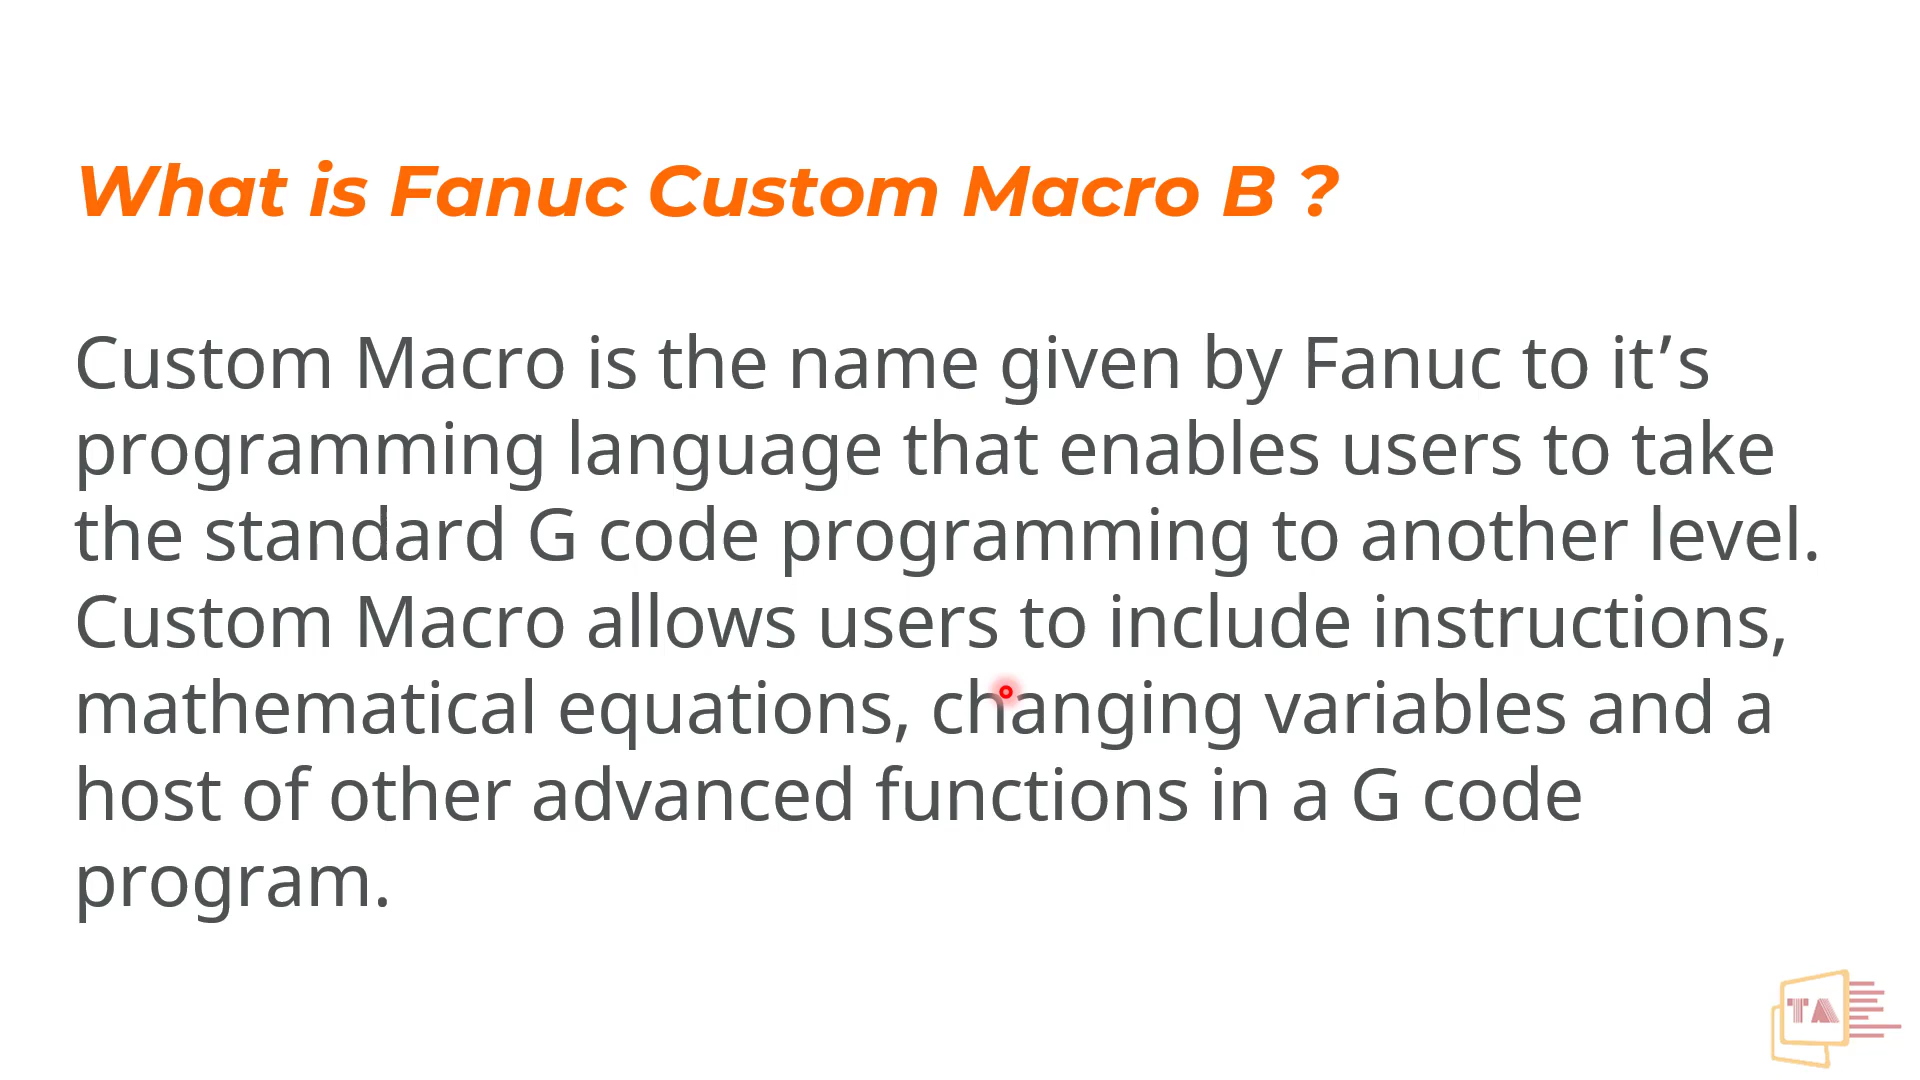 What is Fanuc Custom Macro B ?
Custom Macro is the name given by Fanuc to it’s
programming language that enables users to take
the standard G code programming to another level.
Custom Macro allows users to include instructions,
mathematical equations, changing variables and a
host of other advanced functions in a G code
program.
TA